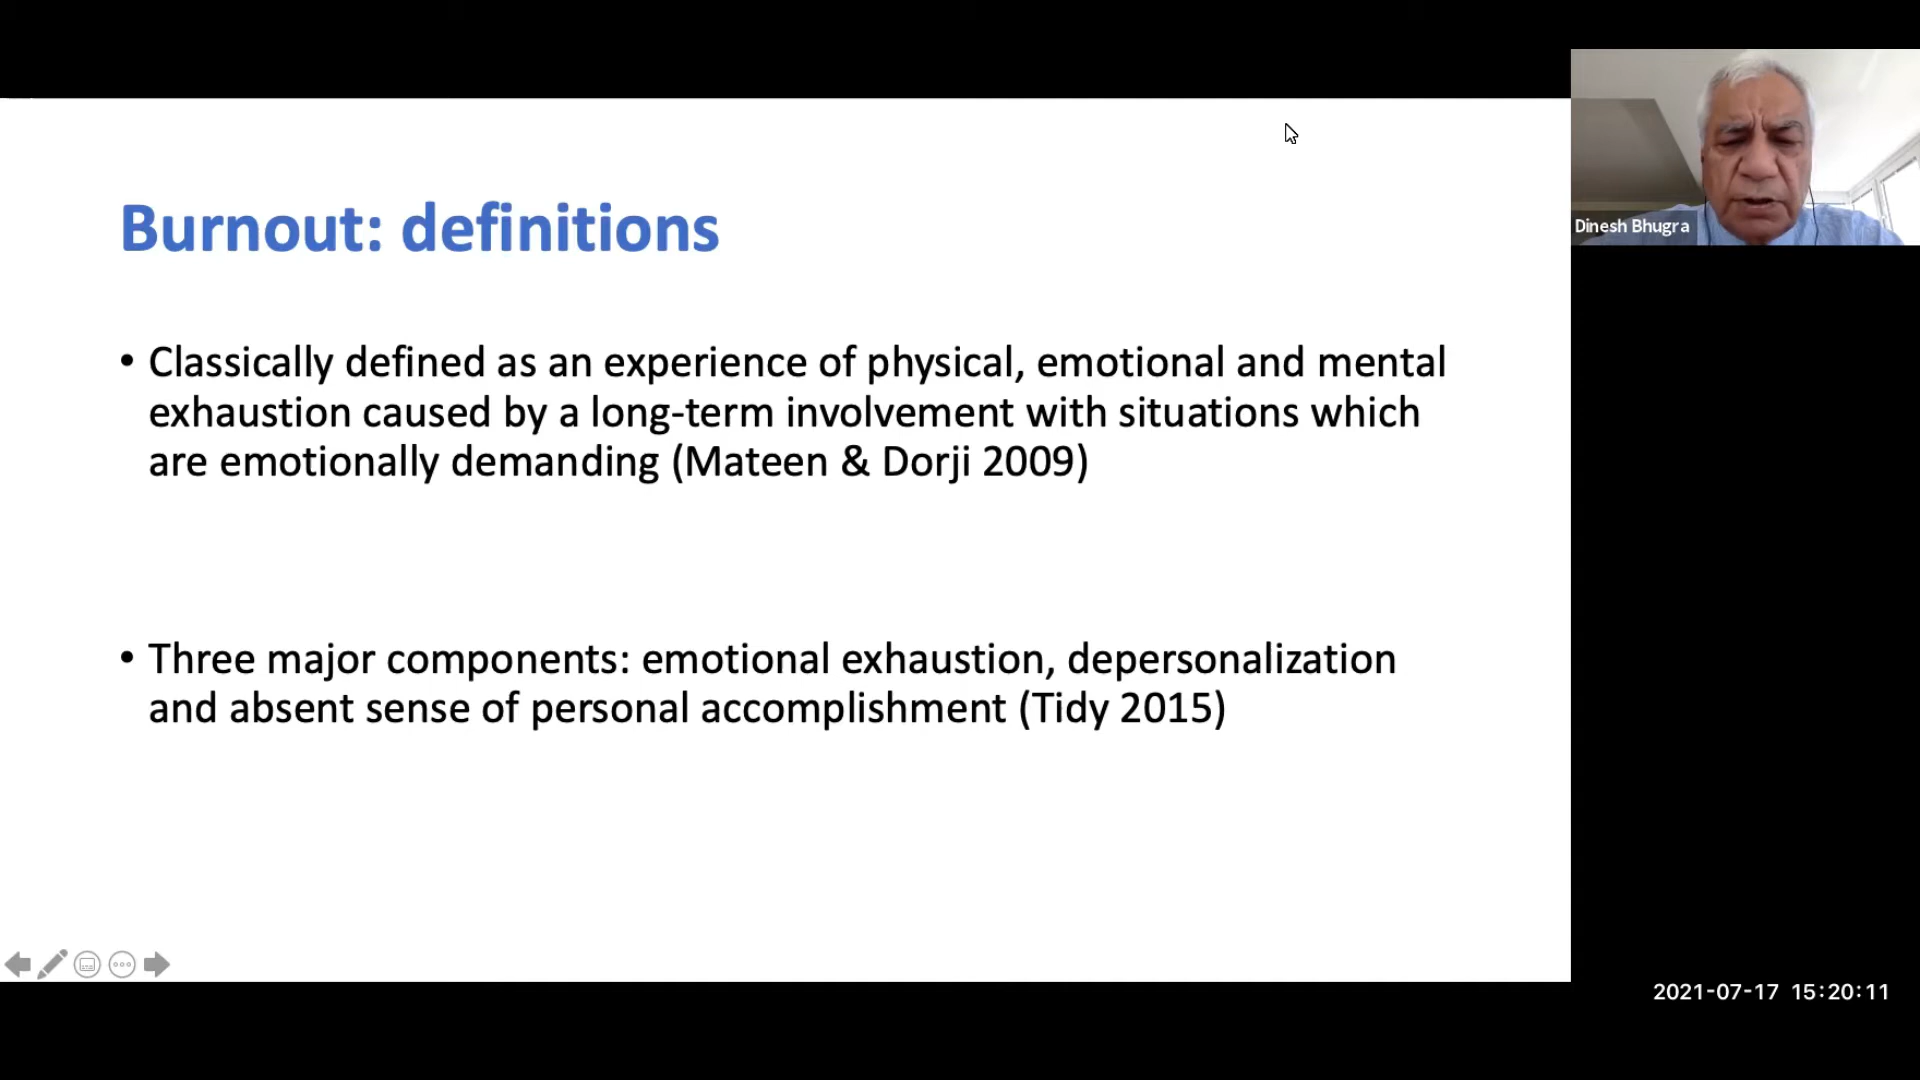 Burnout: definitions
• Classically defined as an experience of physical, emotional and mental
exhaustion caused by a long-term involvement with situations which
are emotionally demanding (Mateen & Dorji 2009)
• Three major components: emotional exhaustion, depersonalization
and absent sense of personal accomplishment (Tidy 2015)
Dinesh Bhugra
2021-07-17 15:20:11